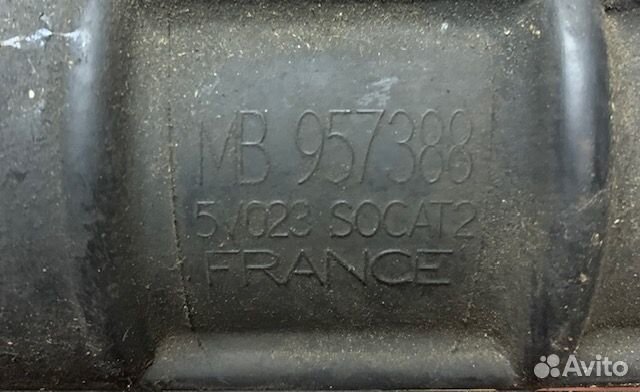 MB 957388
5/023 SOCAT2
FRANCE
Avito